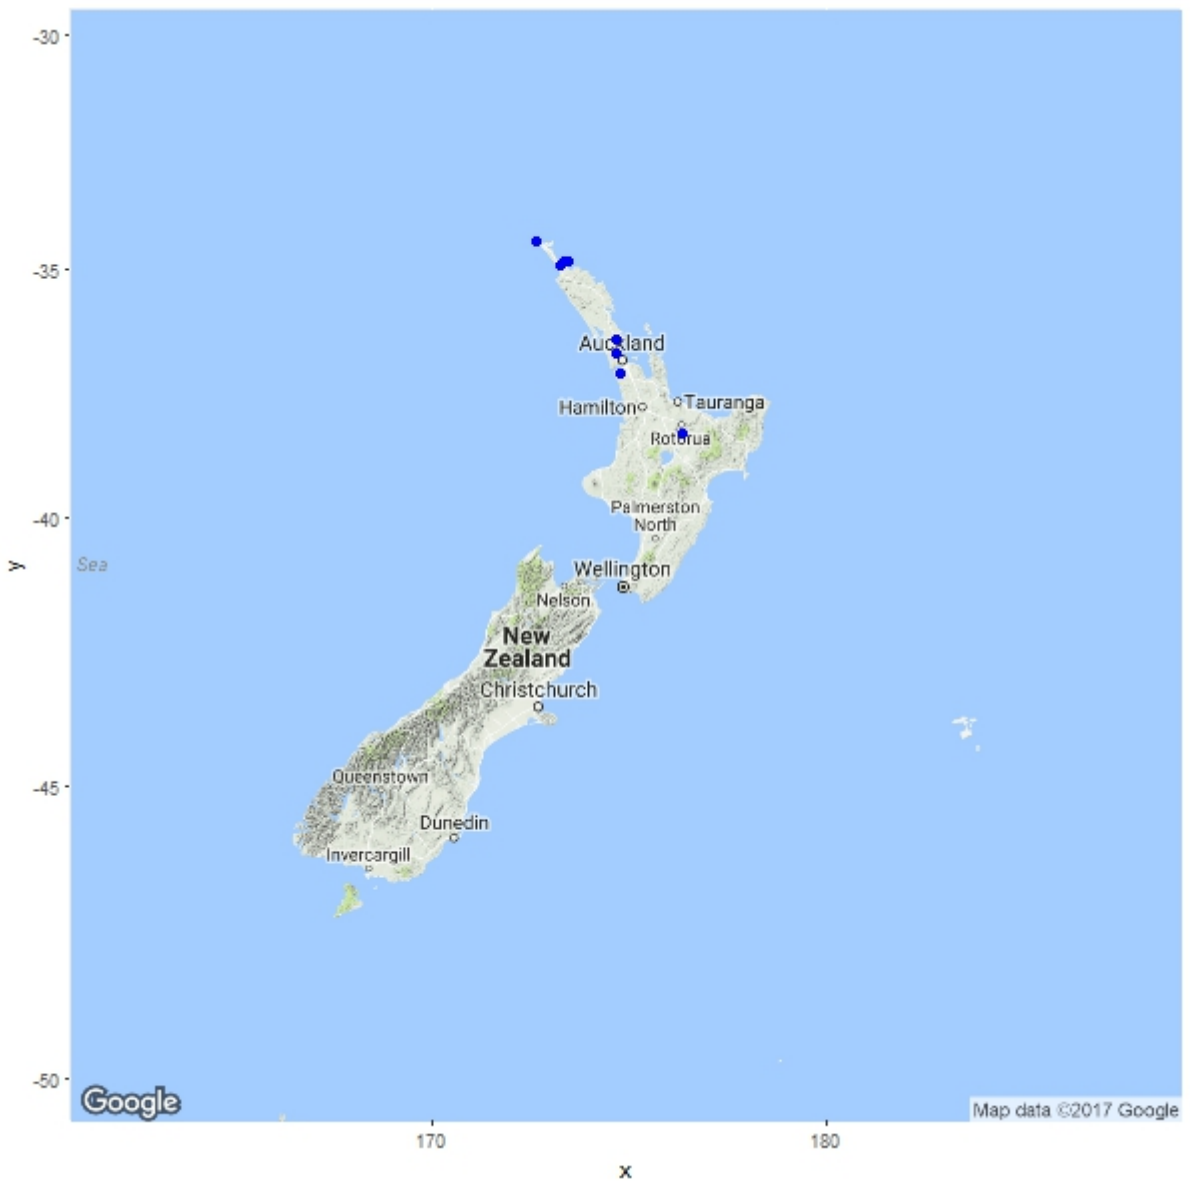 -30
-35
Auckland
Hamilton
Tauranga
Rotorua
-40
Palmerston
North
y
Sea
Wellington
Nelson
New
Zealand
Christchurch
-45
Queenstown
Dunedin
Invercargill
-50
Google
Map data ©2017 Google
170
180
x